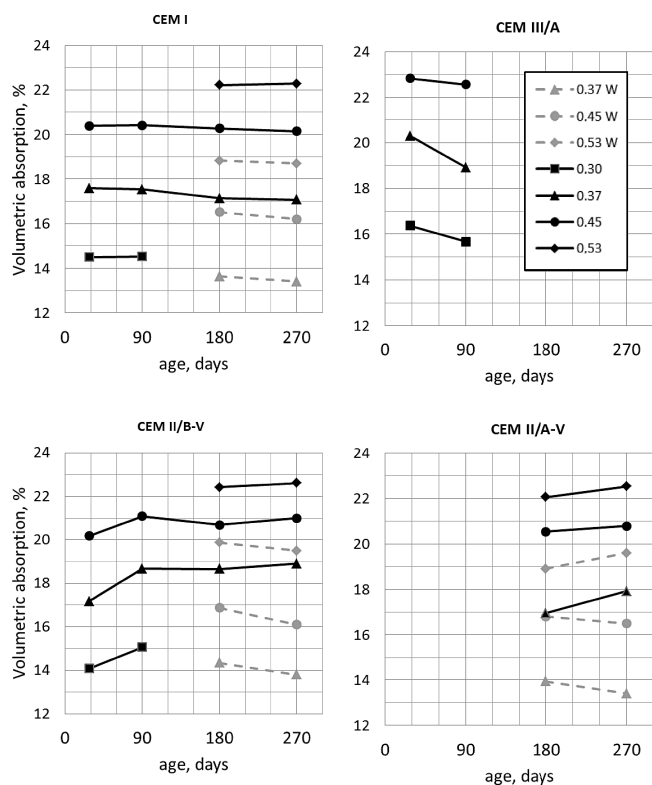 CEM I
Volumetric absorption, %
24
22
20
18
16
14
12
0 90 180 270
age, days
CEM III/A
24
22
20
18
16
14
12
0 90 180 270
age, days
0.37 W
0.45 W
0.53 W
0.30
0.37
0.45
0,53
CEM II/B-V
Volumetric absorption, %
24
22
20
18
16
14
12
0 90 180 270
age, days
CEM II/A-V
24
22
20
18
16
14
12
0 90 180 270
age, days